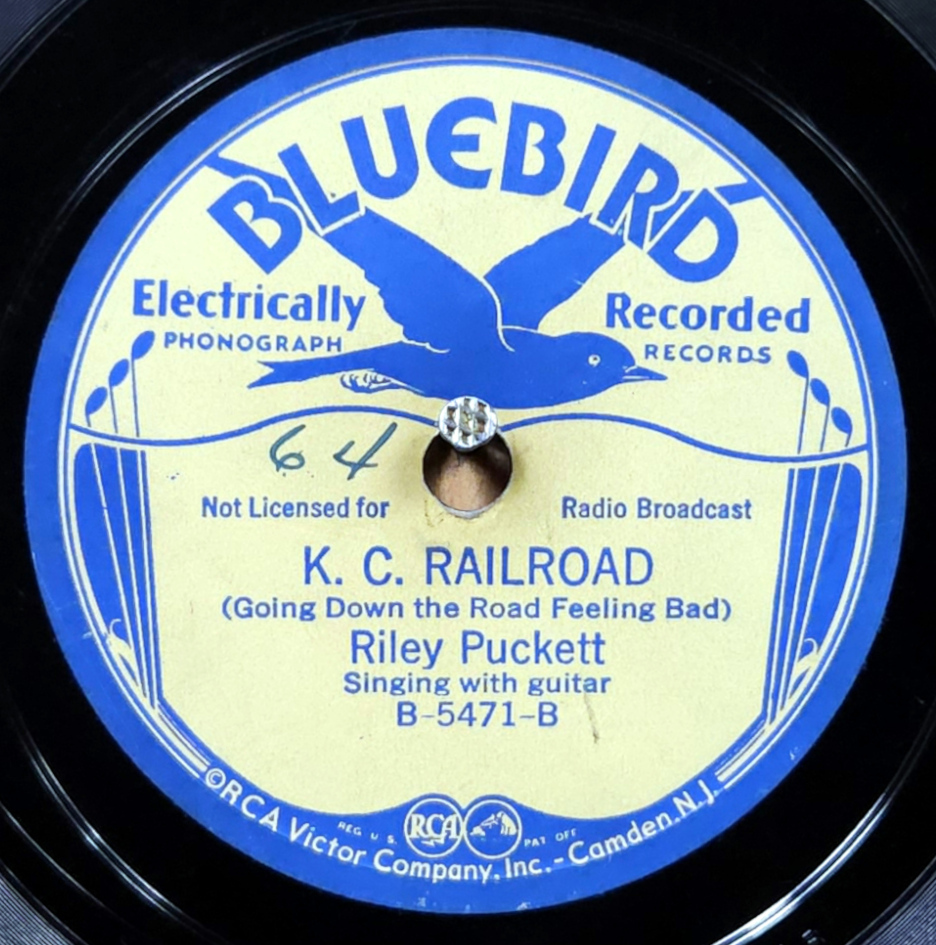 BLUEBIRD
Electrically Recorded
PHONOGRAPH RECORDS
64
Not Licensed for Radio Broadcast
K. C. RAILROAD
(Going Down the Road Feeling Bad)
Riley Puckett
Singing with guitar
B-5471-B
REG U S. RCA PAT OFF
©RCA Victor Company, Inc. - Camden, N.J.